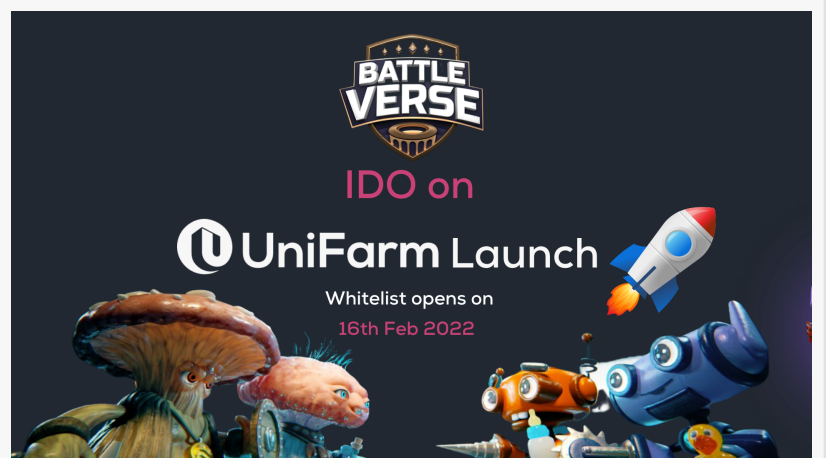 BATTLE
VERSE
IDO on
UniFarm Launch
Whitelist opens on
16th Feb 2022